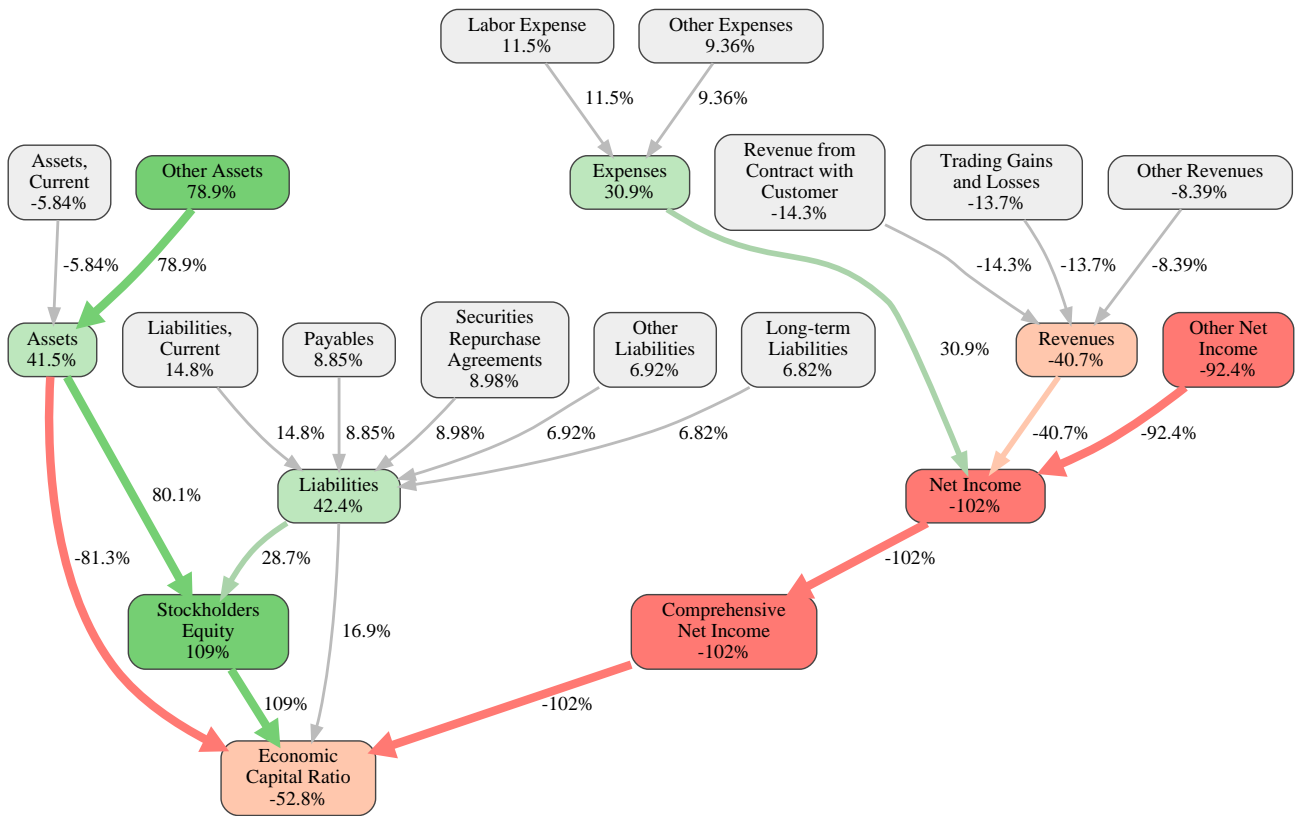 Labor Expense
11.5%
Other Expenses
9.36%
11.5%
9.36%
Assets,
Current
-5.84%
Other Assets
78.9%
Expenses
30.9%
Revenue from
Contract with
Customer
-14.3%
Trading Gains
and Losses
-13.7%
Other Revenues
-8.39%
-5.84%
78.9%
-14.3%
-13.7%
-8.39%
Assets
41.5%
Liabilities,
Current
14.8%
Payables
8.85%
Securities
Repurchase
Agreements
8.98%
Other
Liabilities
6.92%
Long-term
Liabilities
6.82%
30.9%
Revenues
-40.7%
Other Net
Income
-92.4%
14.8%
8.85%
8.98%
6.92%
6.82%
-40.7%
-92.4%
80.1%
Liabilities
42.4%
Net Income
-102%
-81.3%
28.7%
-102%
Stockholders
Equity
109%
16.9%
Comprehensive
Net Income
-102%
109%
-102%
Economic
Capital Ratio
-52.8%